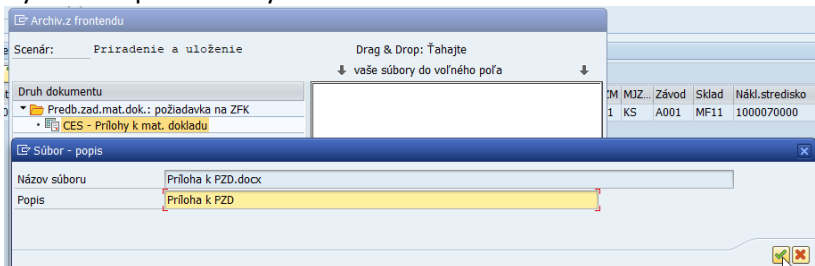 Archiv.z frontendu
Scenár: Priradenie a uloženie Drag & Drop: Ťahajte
vaše súbory do voľného poľa
Druh dokumentu
MJZ... Závod Sklad Nákl.stredisko
Predb.zad.mat.dok.: požiadavka na ZFK
1 KS A001 MF11 1000070000
CES - Prílohy k mat. dokladu
Súbor - popis
Názov súboru Príloha k PZD.docx
Popis Príloha k PZD